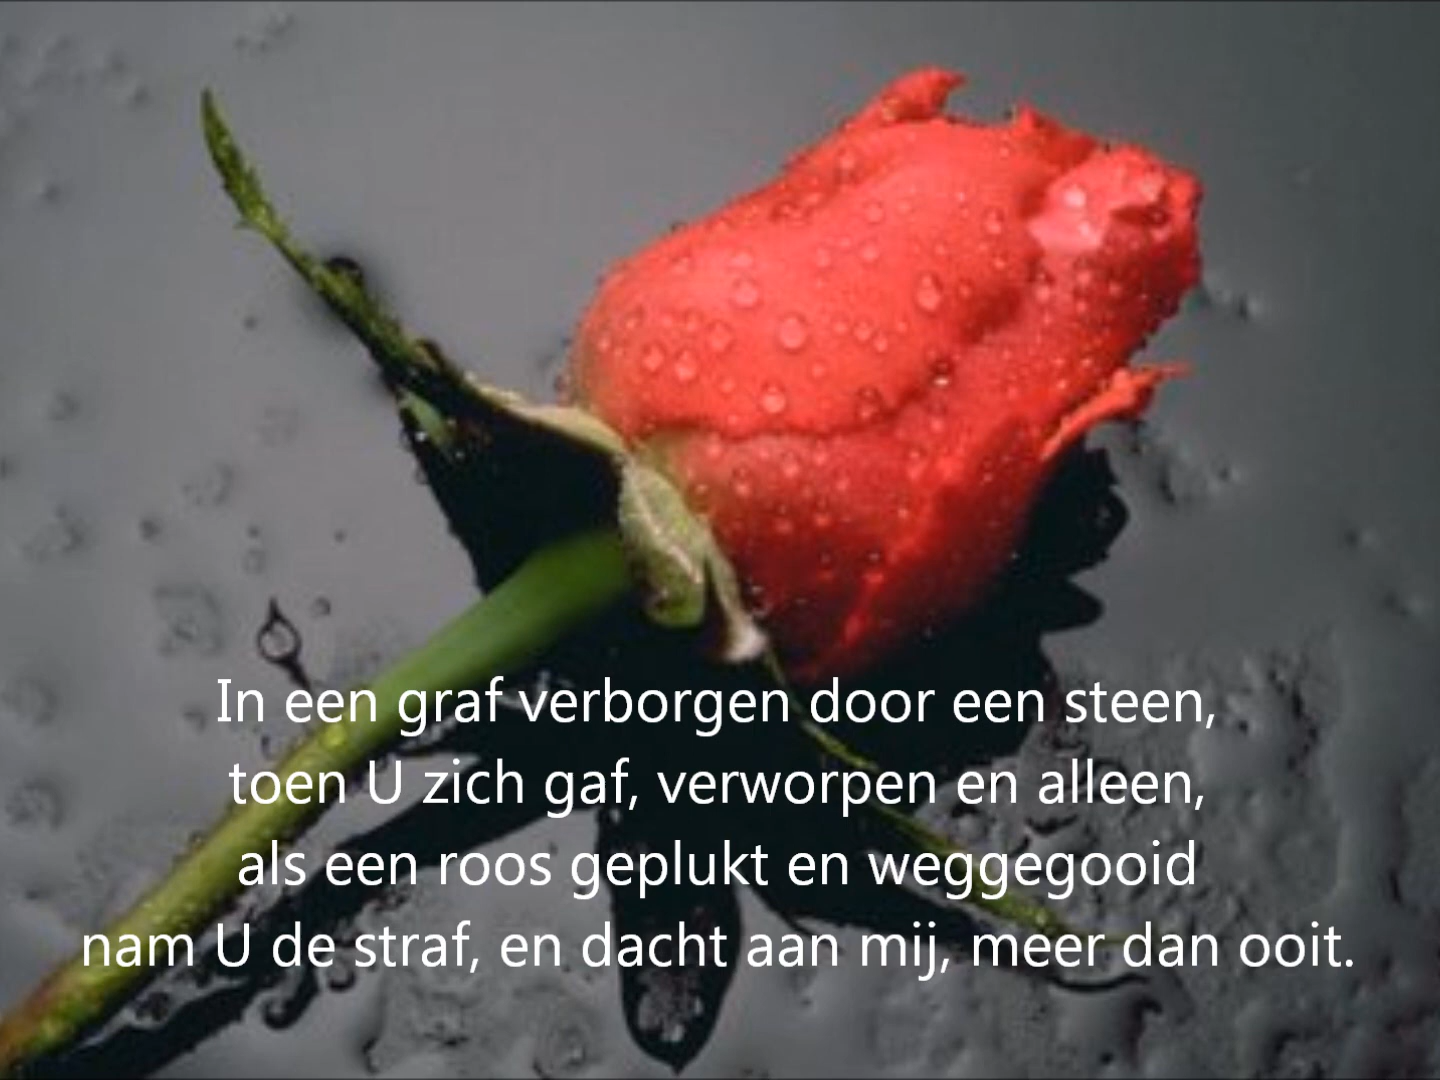 In een graf verborgen door een steen,
toen U zich gaf, verworpen en alleen,
als een roos geplukt en weggegooid
nam U de straf, en dacht aan mij, meer dan ooit.